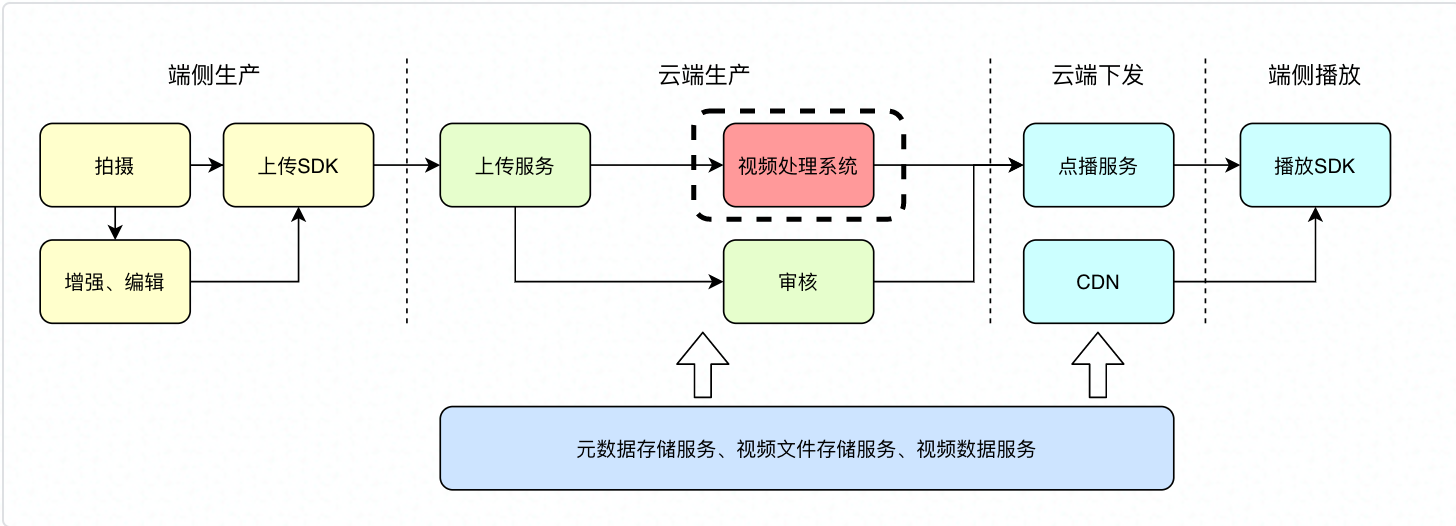 端侧生产
云端生产
云端下发
端侧播放
拍摄
上传SDK
上传服务
视频处理系统
点播服务
播放SDK
增强、编辑
审核
CDN
元数据存储服务、视频文件存储服务、视频数据服务